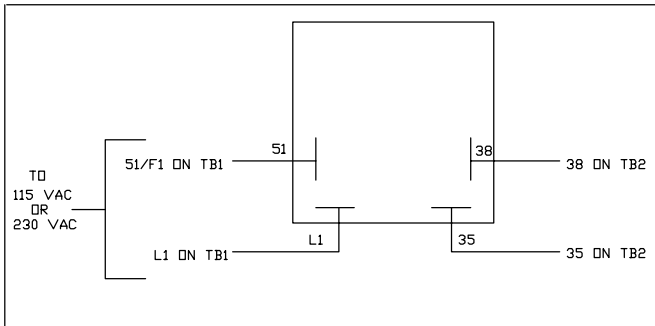 51
38
51/F1 ON TB1
38 ON TB2
TO
115 VAC
OR
230 VAC
L1
35
L1 ON TB1
35 ON TB2